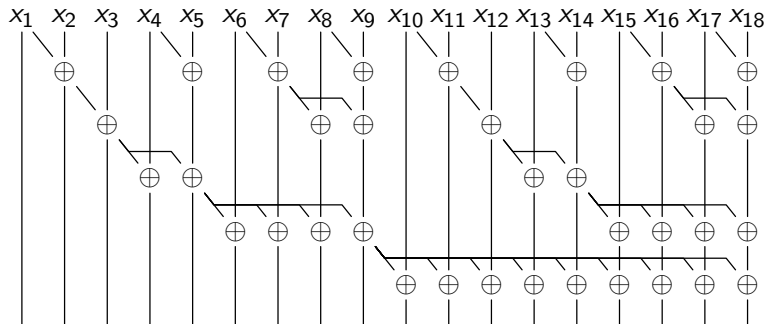 x₁ x₂ x₃ x₄ x₅ x₆ x₇ x₈ x₉ x₁₀ x₁₁ x₁₂ x₁₃ x₁₄ x₁₅ x₁₆ x₁₇ x₁₈